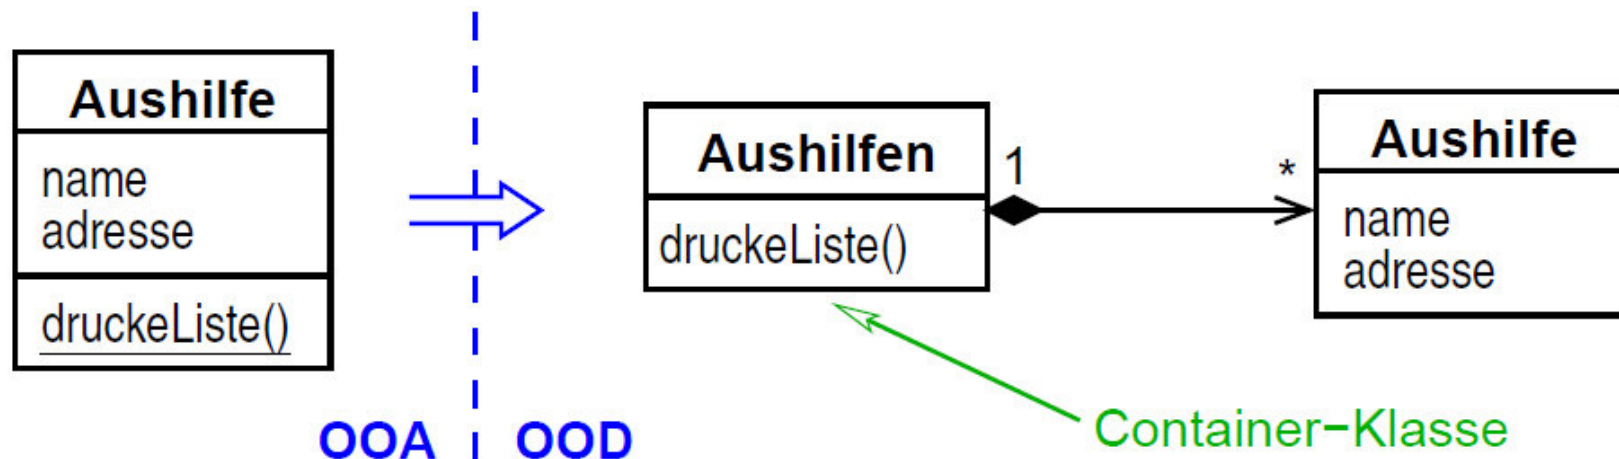 Aushilfe
name
adresse
druckeListe()
OOA
OOD
Aushilfen
druckeListe()
1
*
Aushilfe
name
adresse
Container-Klasse